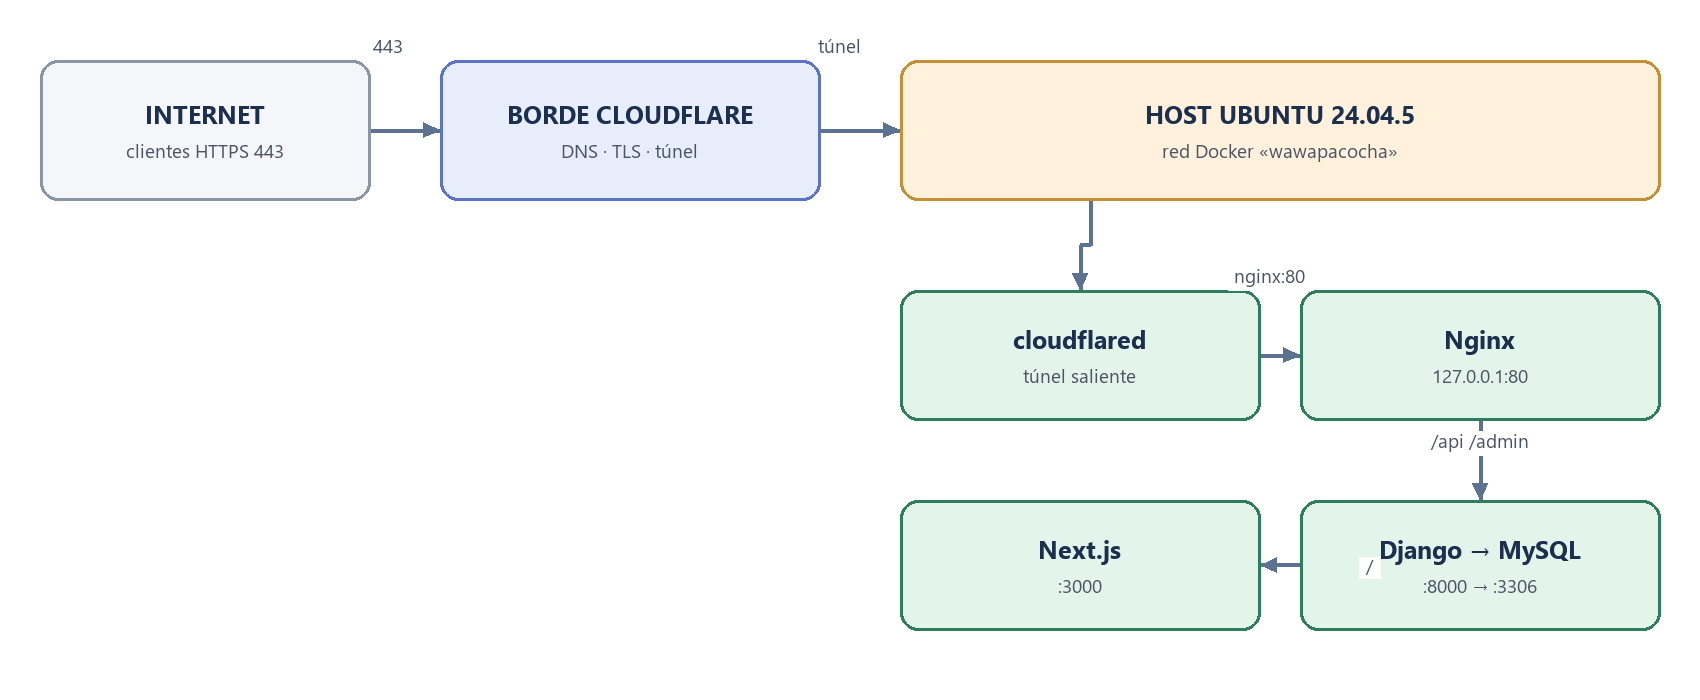 443
túnel
INTERNET
clientes HTTPS 443
BORDE CLOUDFLARE
DNS · TLS · túnel
HOST UBUNTU 24.04.5
red Docker «wawapacocha»
nginx:80
cloudflared
túnel saliente
Nginx
127.0.0.1:80
/api /admin
Next.js
:3000
Django → MySQL
/
:8000 → :3306